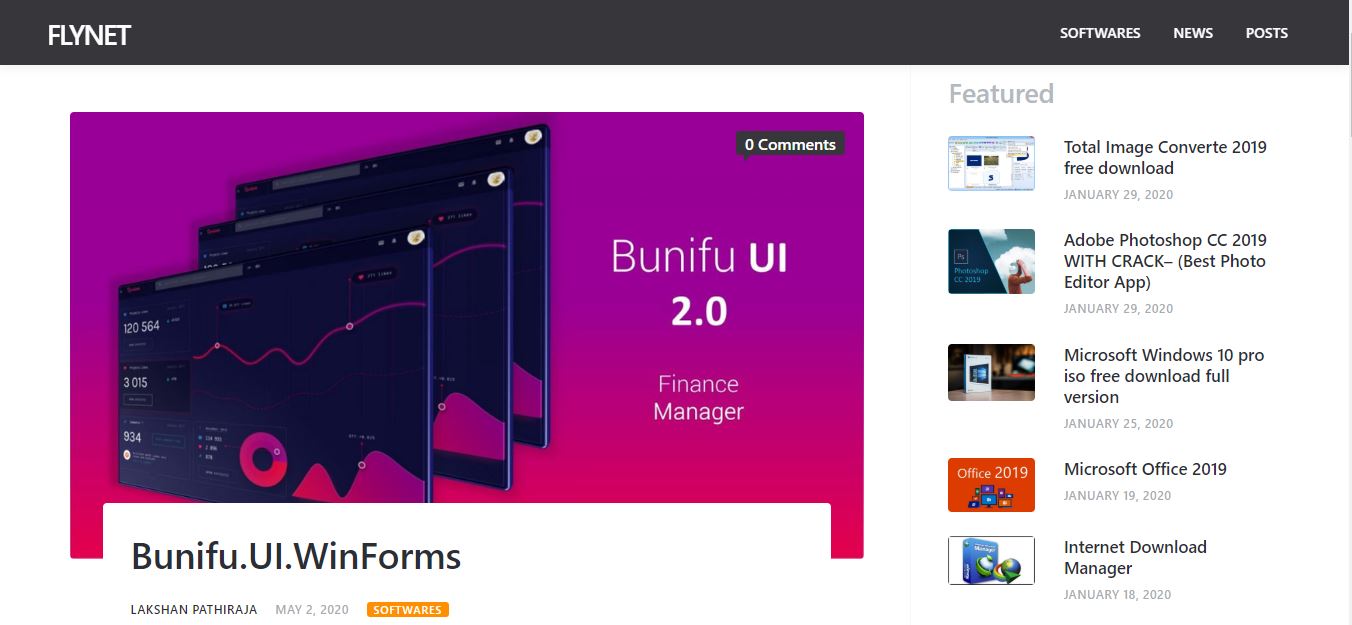 FLYNET
SOFTWARES NEWS POSTS
0 Comments
Bunifu UI
2.0
Finance
Manager
120 564
3 015
934
Bunifu.UI.WinForms
LAKSHAN PATHIRAJA MAY 2, 2020 SOFTWARES
Featured
Total Image Converte 2019
free download
JANUARY 29, 2020
Ps
Photoshop
CC 2019
Adobe Photoshop CC 2019
WITH CRACK– (Best Photo
Editor App)
JANUARY 29, 2020
Microsoft Windows 10 pro
iso free download full
version
JANUARY 25, 2020
Office 2019
Microsoft Office 2019
JANUARY 19, 2020
Manager
Internet Download
Manager
JANUARY 18, 2020